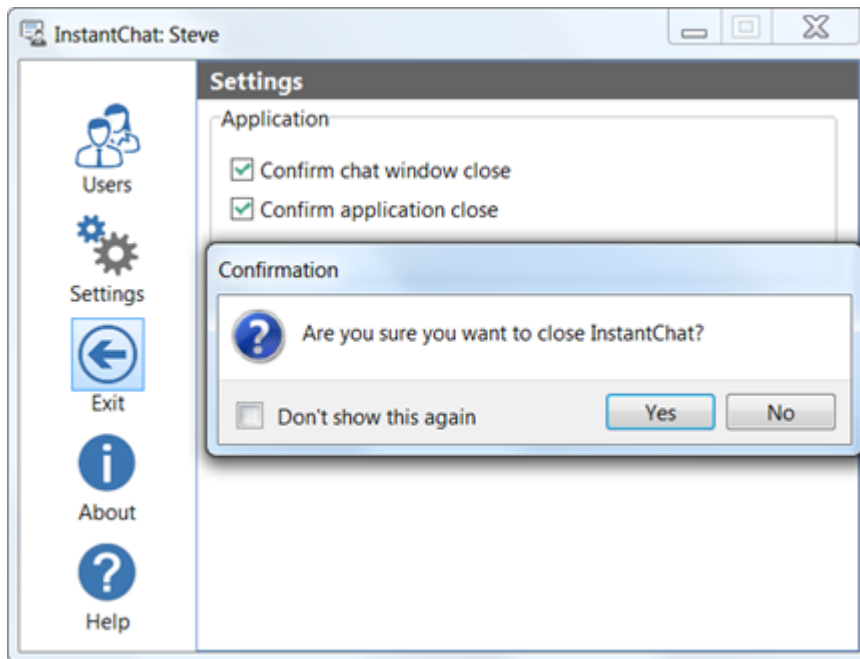 InstantChat: Steve
Settings
Application
Users
Confirm chat window close
Confirm application close
Settings
Confirmation
Are you sure you want to close InstantChat?
Exit
Don't show this again
Yes
No
About
Help